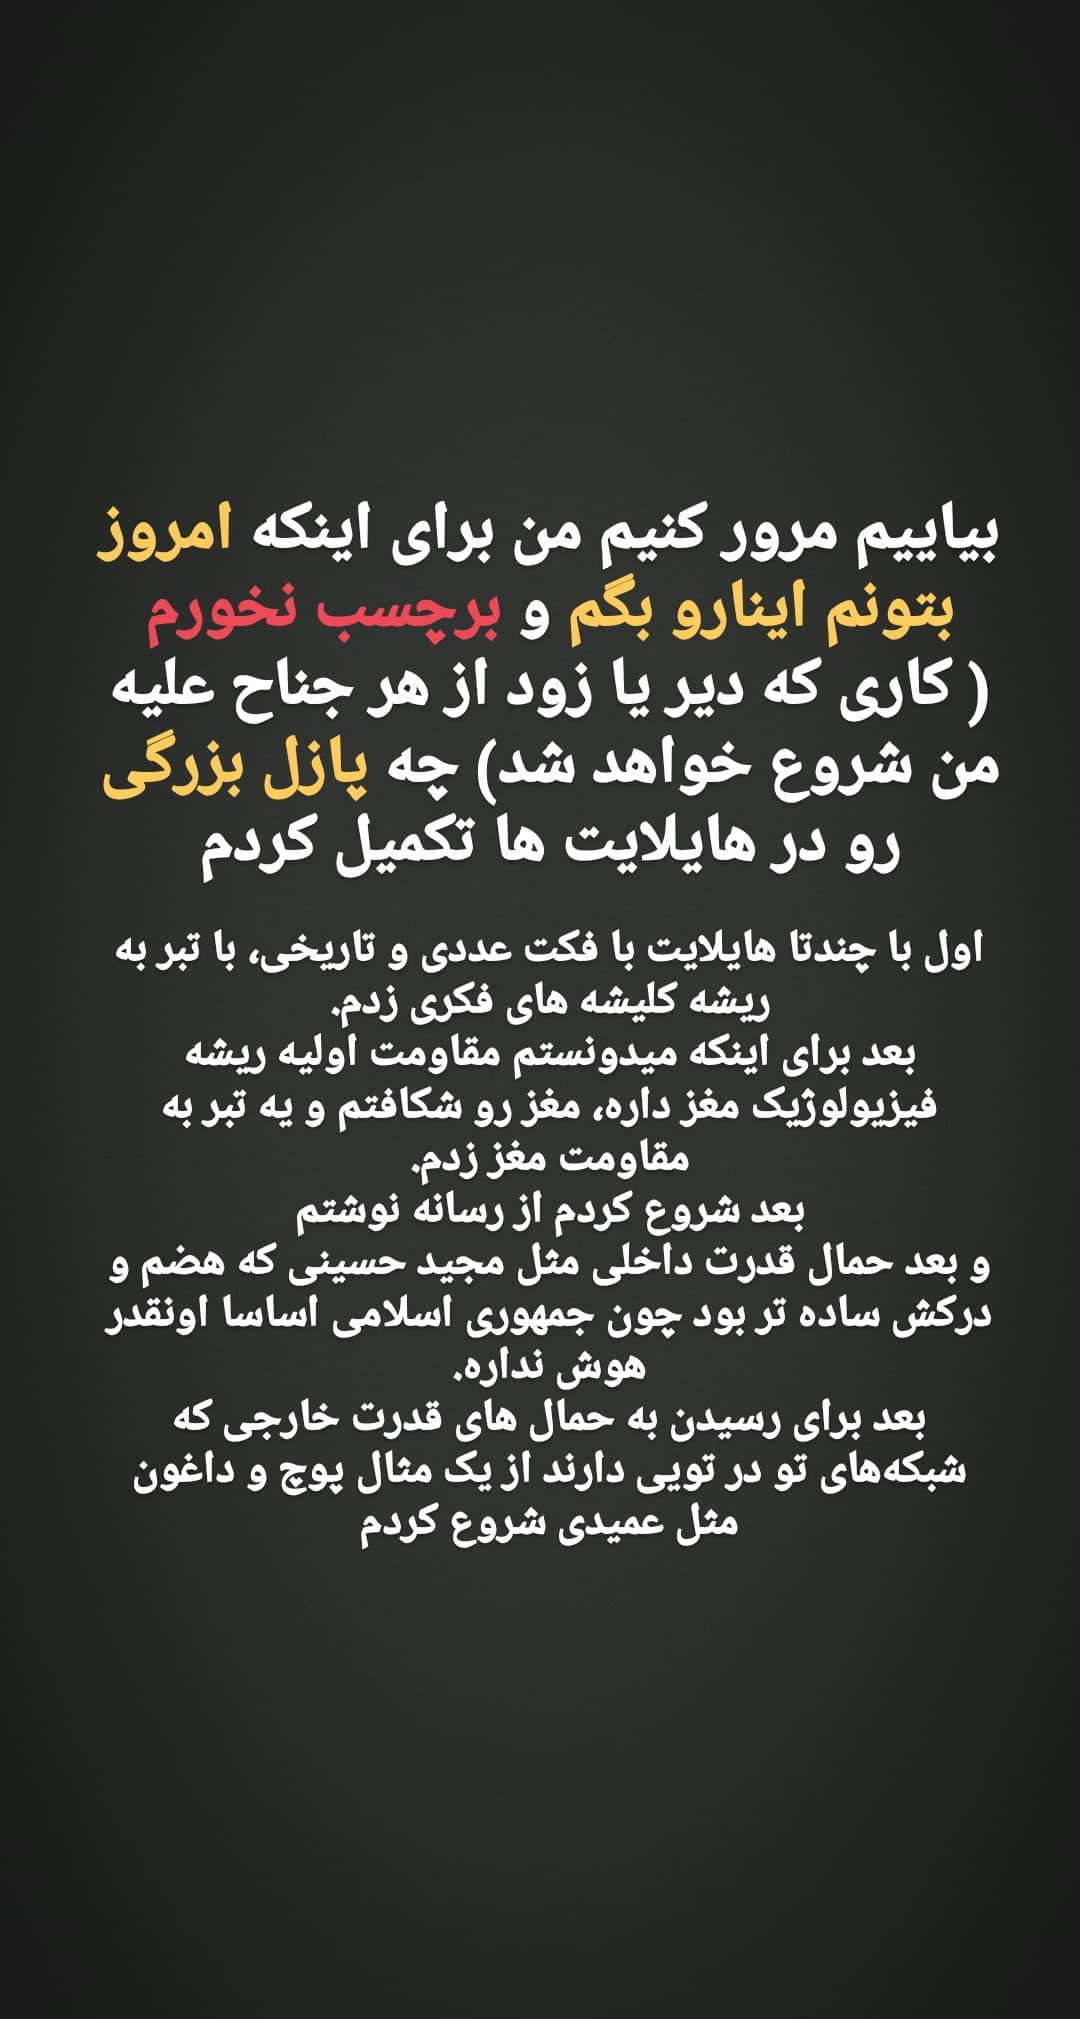 بیاییم مرور کنیم من برای اینکه امروز
بتونم اینارو بگم و برچسب نخورم
( کاری که دیر یا زود از هر جناح علیه
من شروع خواهد شد) چه پازل بزرگی
رو در هایلایت ها تکمیل کردم
اول با چندتا هایلایت با فکت عددی و تاریخی، با تبر به
ریشه کلیشه های فکری زدم.
بعد برای اینکه میدونستم مقاومت اولیه ریشه
فیزیولوژیک مغز داره، مغز رو شکافتم و یه تبر به
مقاومت مغز زدم.
بعد شروع کردم از رسانه نوشتم
و بعد حمال قدرت داخلی مثل مجید حسینی که هضم و
درکش ساده تر بود چون جمهوری اسلامی اساسا اونقدر
هوش نداره.
بعد برای رسیدن به حمال های قدرت خارجی که
شبکه‌های تو در تویی دارند از یک مثال پوچ و داغون
مثل عمیدی شروع کردم